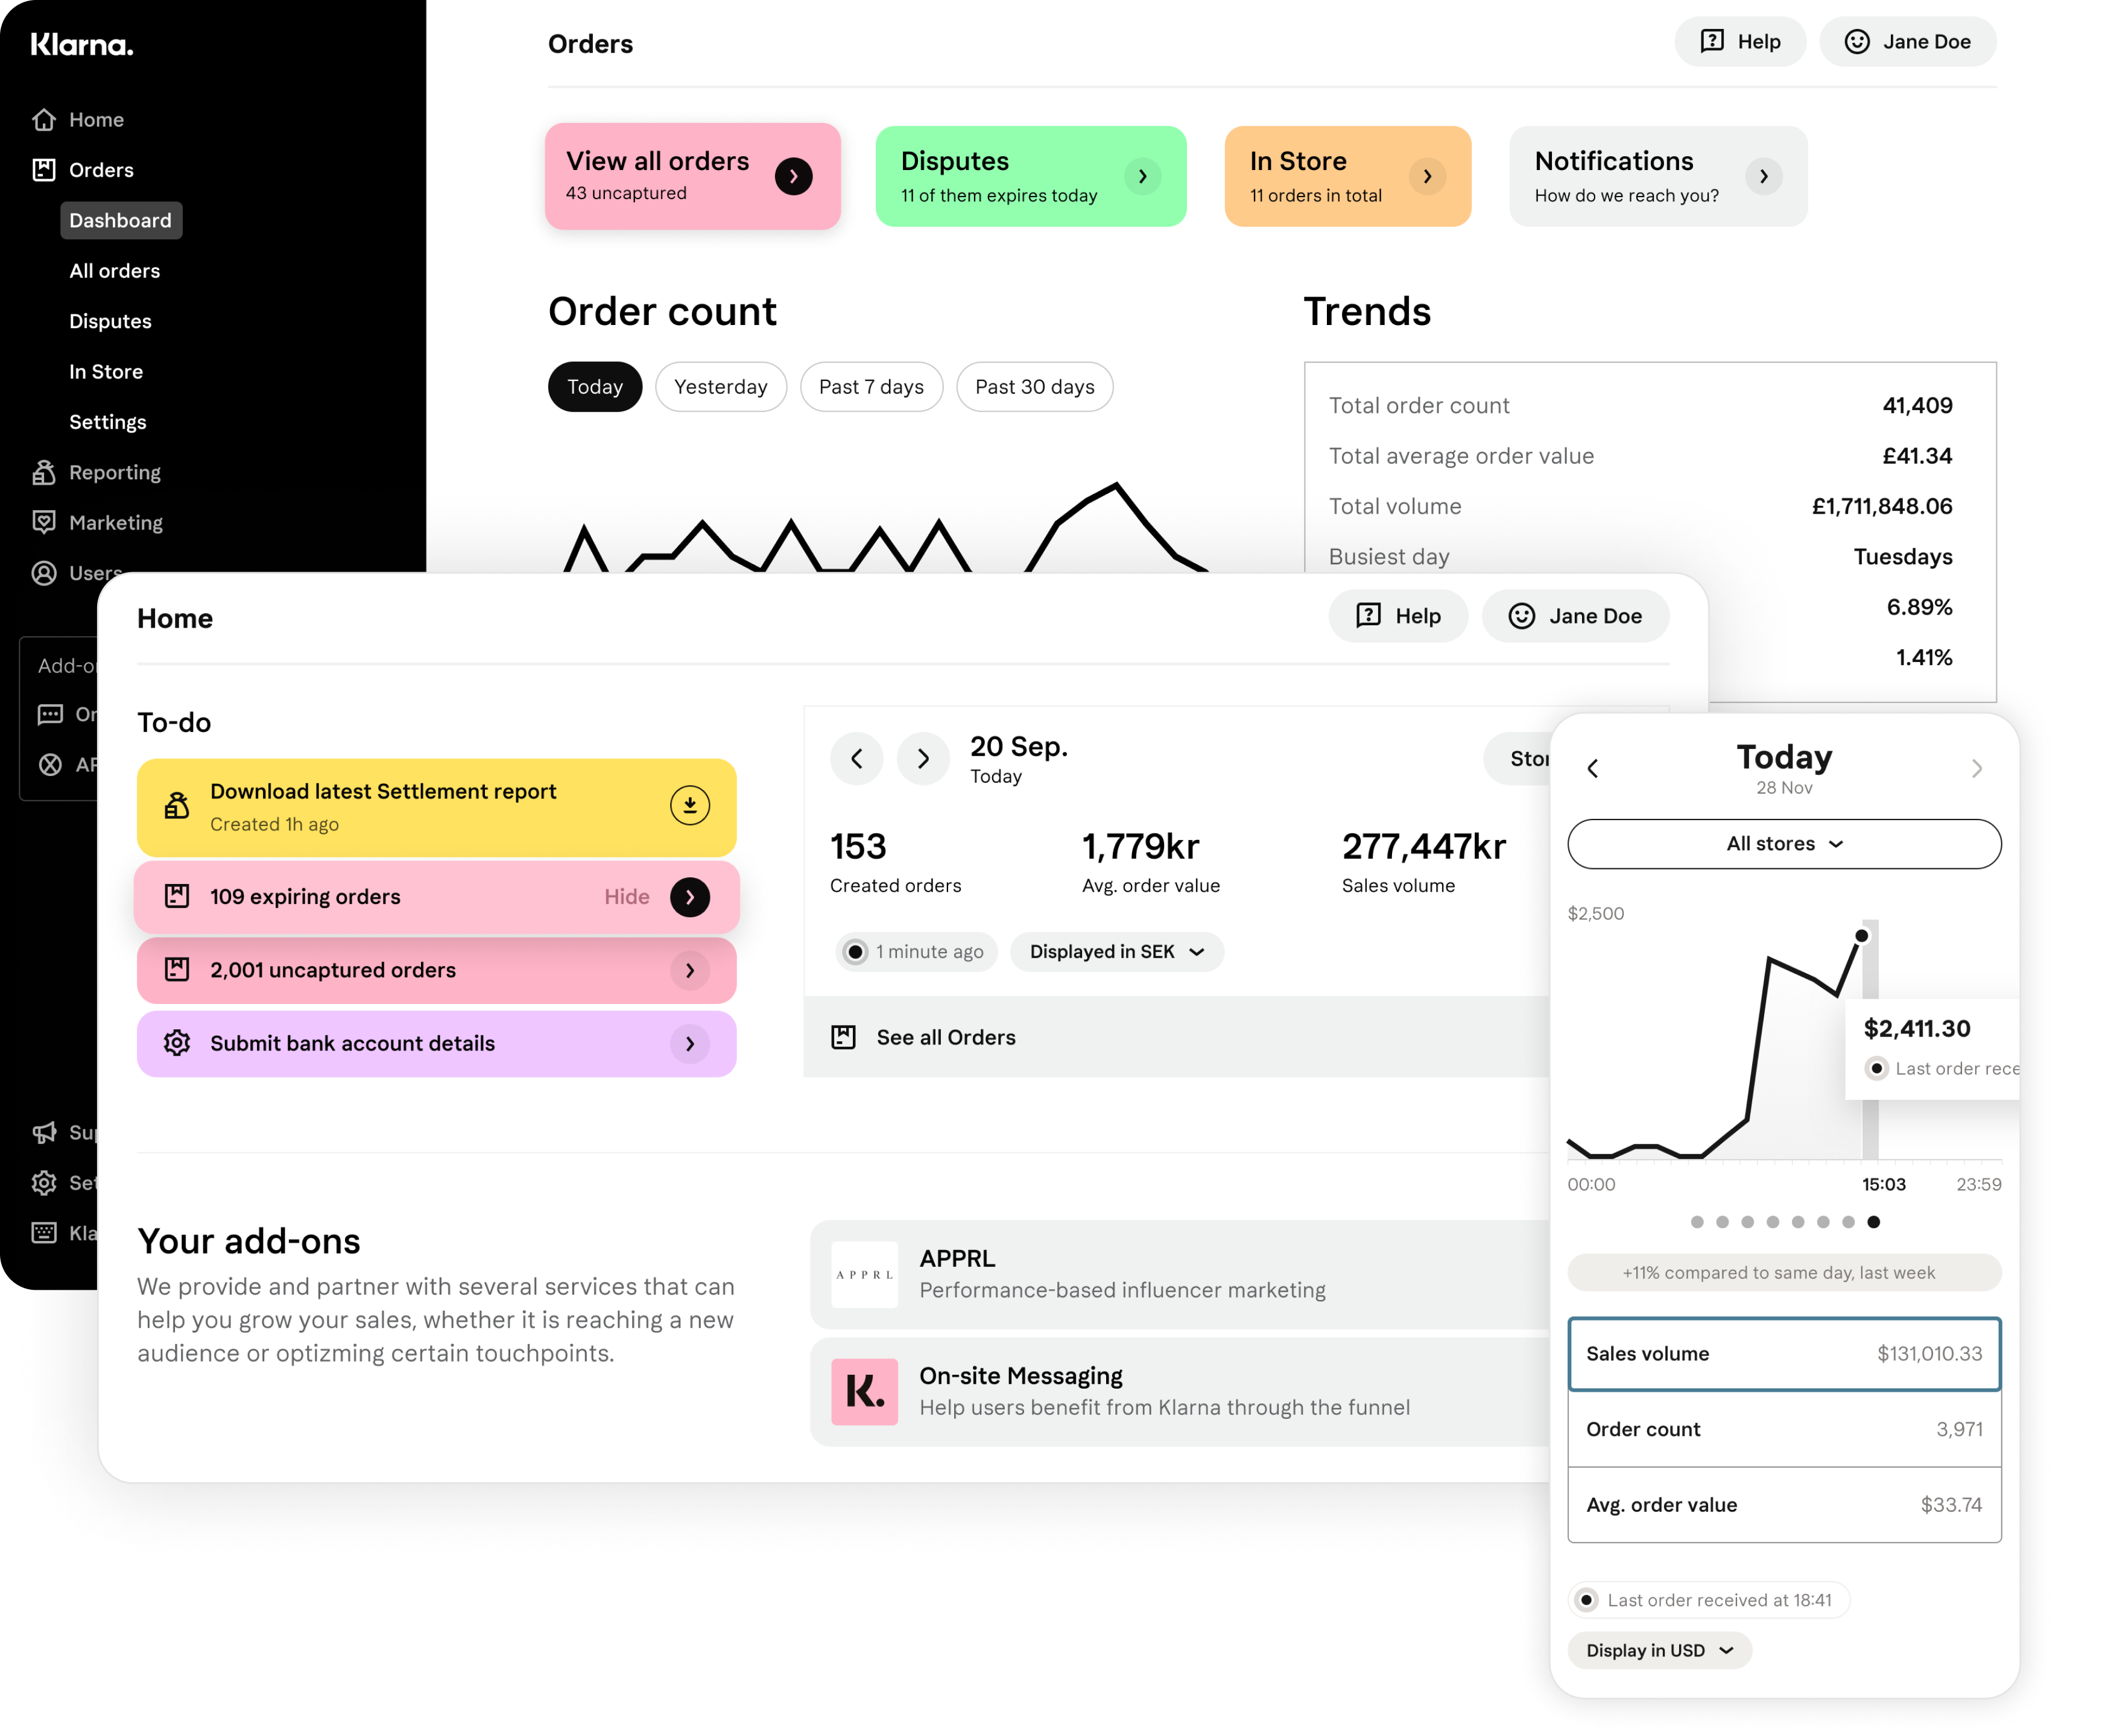 Klarna.
Home
Orders
Dashboard
All orders
Disputes
In Store
Settings
Reporting
Marketing
Users
Orders
Help
Jane Doe
View all orders
43 uncaptured
Disputes
11 of them expires today
In Store
11 orders in total
Notifications
How do we reach you?
Order count
Today
Yesterday
Past 7 days
Past 30 days
Trends
Total order count 41,409
Total average order value £41.34
Total volume £1,711,848.06
Busiest day Tuesdays
6.89%
1.41%
Home
Help
Jane Doe
To-do
Download latest Settlement report
Created 1h ago
109 expiring orders Hide
2,001 uncaptured orders
Submit bank account details
20 Sep.
Today
153
Created orders
1,779kr
Avg. order value
277,447kr
Sales volume
1 minute ago
Displayed in SEK
See all Orders
Your add-ons
We provide and partner with several services that can
help you grow your sales, whether it is reaching a new
audience or optizming certain touchpoints.
APPRL
APPRL
Performance-based influencer marketing
K.
On-site Messaging
Help users benefit from Klarna through the funnel
Today
28 Nov
All stores
$2,500
$2,411.30
Last order
00:00 15:03 23:59
+11% compared to same day, last week
Sales volume $131,010.33
Order count 3,971
Avg. order value $33.74
Last order received at 18:41
Display in USD